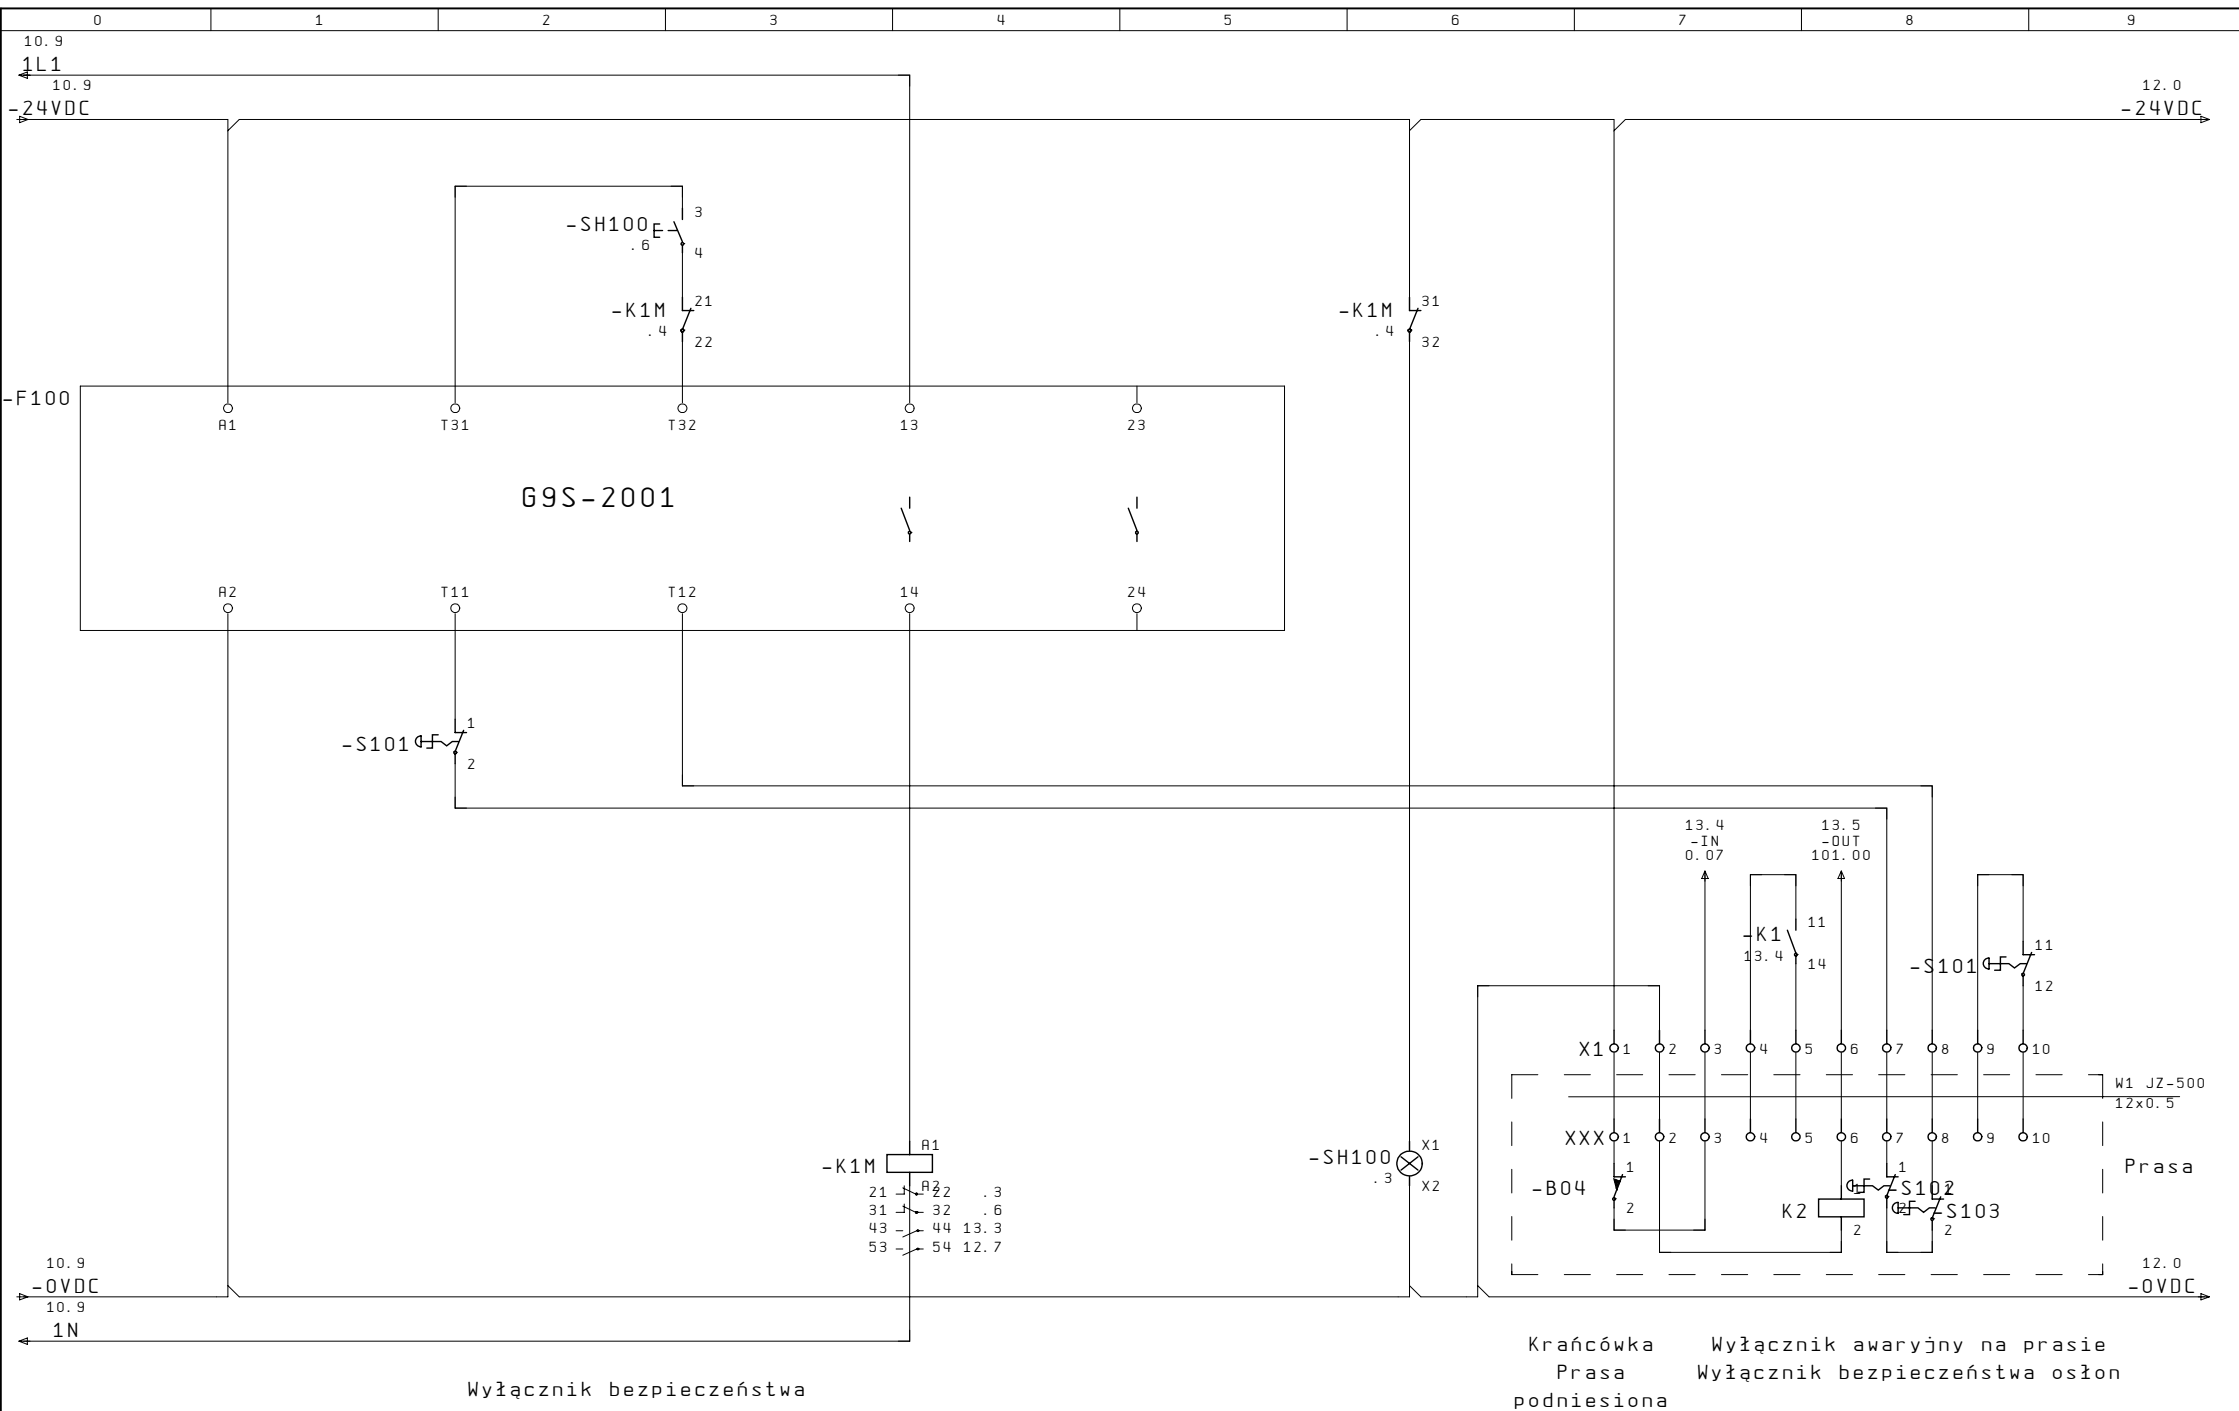 0 1 2 3 4 5 6 7 8 9
10.9
1L1
10.9
-24VDC
12.0
-24VDC
-SH100
.6
3
4
-K1M
.4
21
22
-K1M
.4
31
32
-F100
A1 T31 T32 13 23
G9S-2001
A2 T11 T12 14 24
-S101
1
2
13.4
-IN
0.07
13.5
-OUT
101.00
-K1
13.4
11
14
-S101
11
12
X1 1 2 3 4 5 6 7 8 9 10
W1 JZ-500
12x0.5
XXX 1 2 3 4 5 6 7 8 9 10
Prasa
-K1M
A1
A2
21 22 .3
31 32 .6
43 44 13.3
53 54 12.7
-SH100
.3
X1
X2
-B04
1
2
K2
1
2
-S102
1
2
-S103
1
2
10.9
-0VDC
10.9
1N
12.0
-0VDC
Wyłącznik bezpieczeństwa
Krańcówka
Prasa
podniesiona
Wyłącznik awaryjny na prasie
Wyłącznik bezpieczeństwa osłon